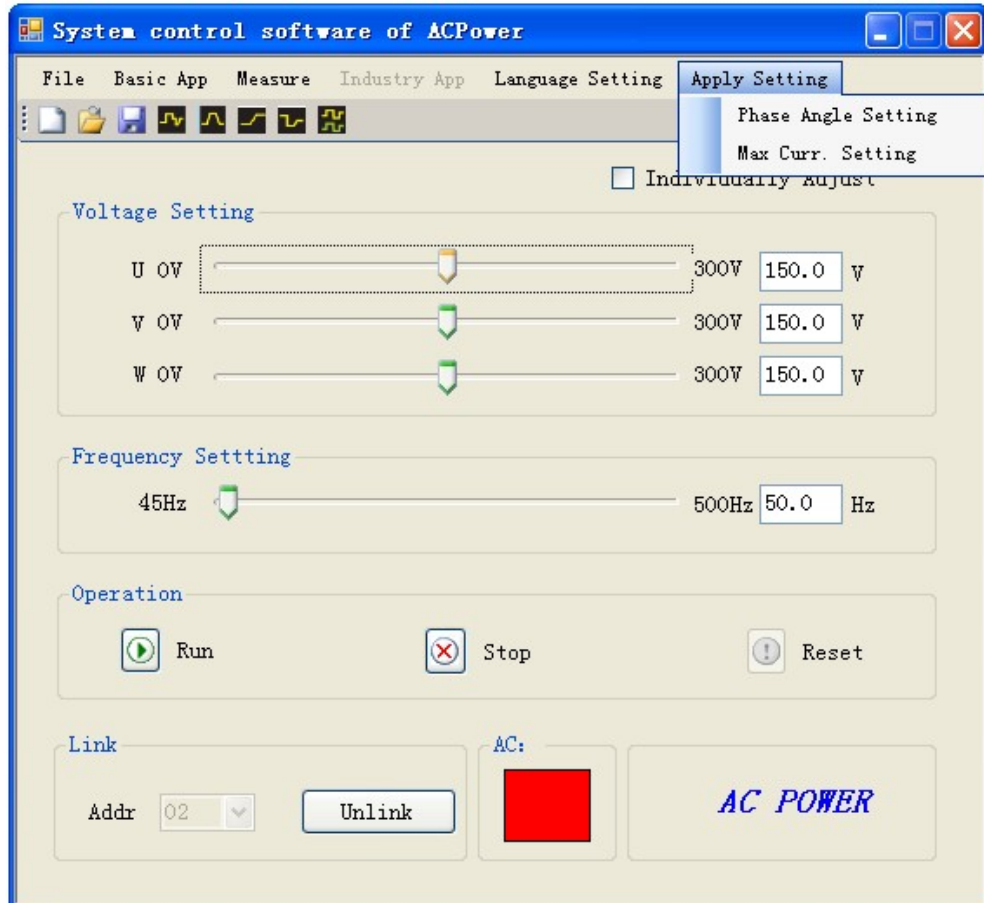 System control software of ACPower
File Basic App Measure Industry App Language Setting Apply Setting
Phase Angle Setting
Max Curr. Setting
Individually Adjust
Voltage Setting
U 0V 300V 150.0 V
V 0V 300V 150.0 V
W 0V 300V 150.0 V
Frequency Settting
45Hz 500Hz 50.0 Hz
Operation
Run Stop Reset
Link AC:
Addr 02 Unlink
AC POWER